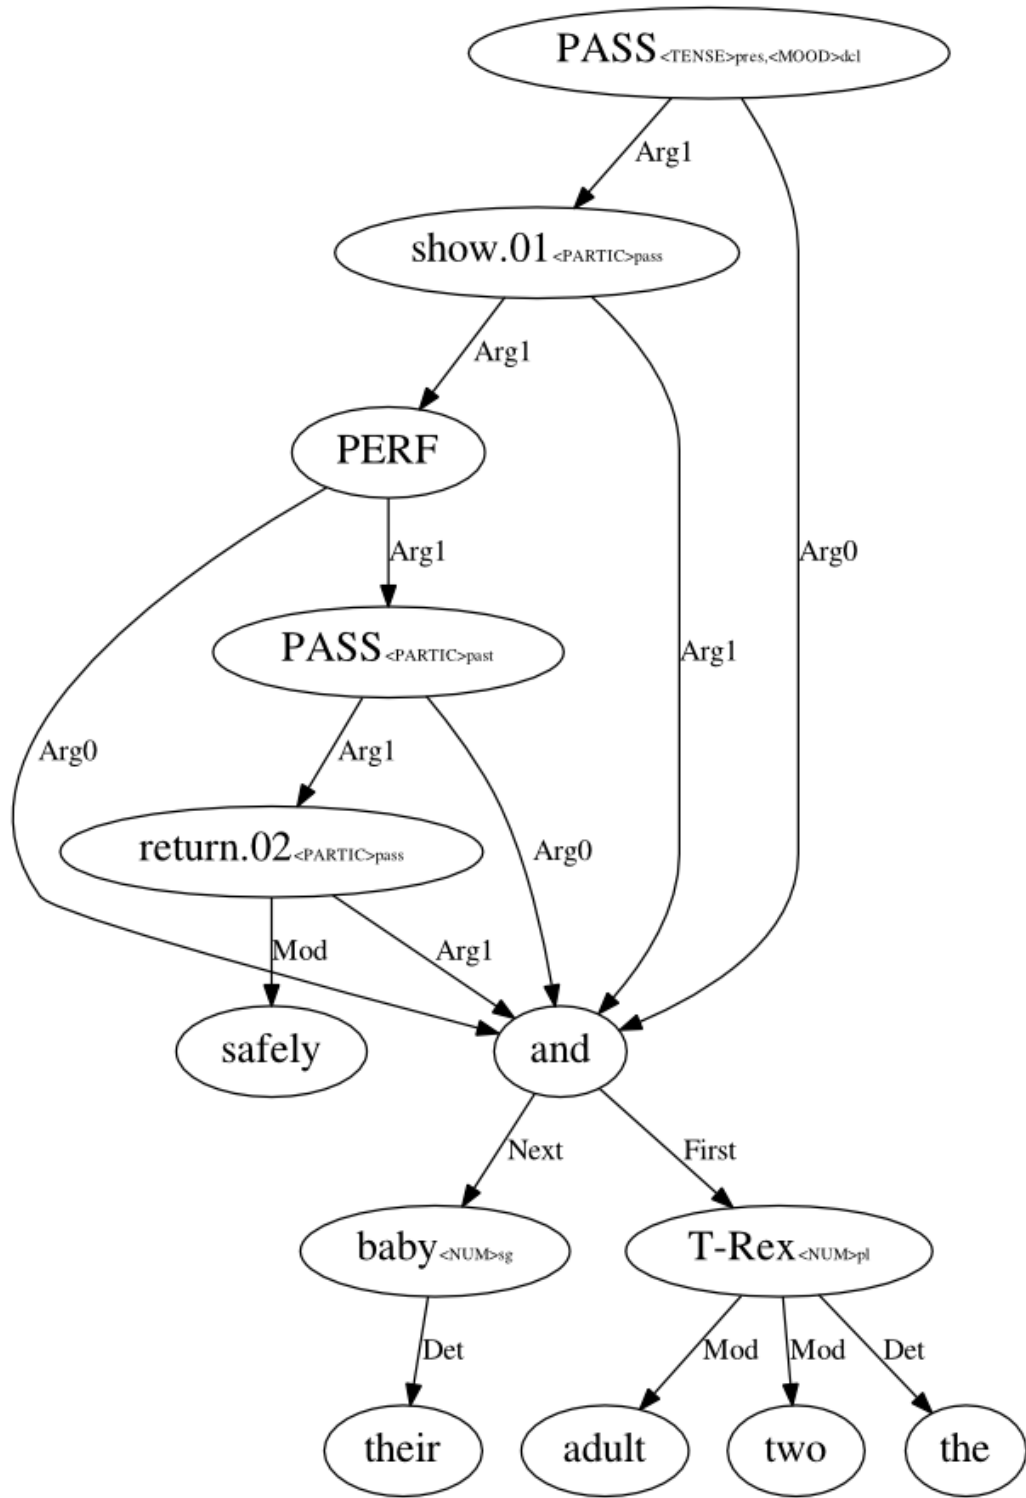 PASS<TENSE>pres,<MOOD>dcl
Arg1
show.01<PARTIC>pass
Arg1
PERF
Arg1
Arg0
PASS<PARTIC>past
Arg1
Arg0
Arg1
return.02<PARTIC>pass
Arg0
Mod
Arg1
safely
and
Next
First
baby<NUM>sg
T-Rex<NUM>pl
Det
Mod
Mod
Det
their
adult
two
the